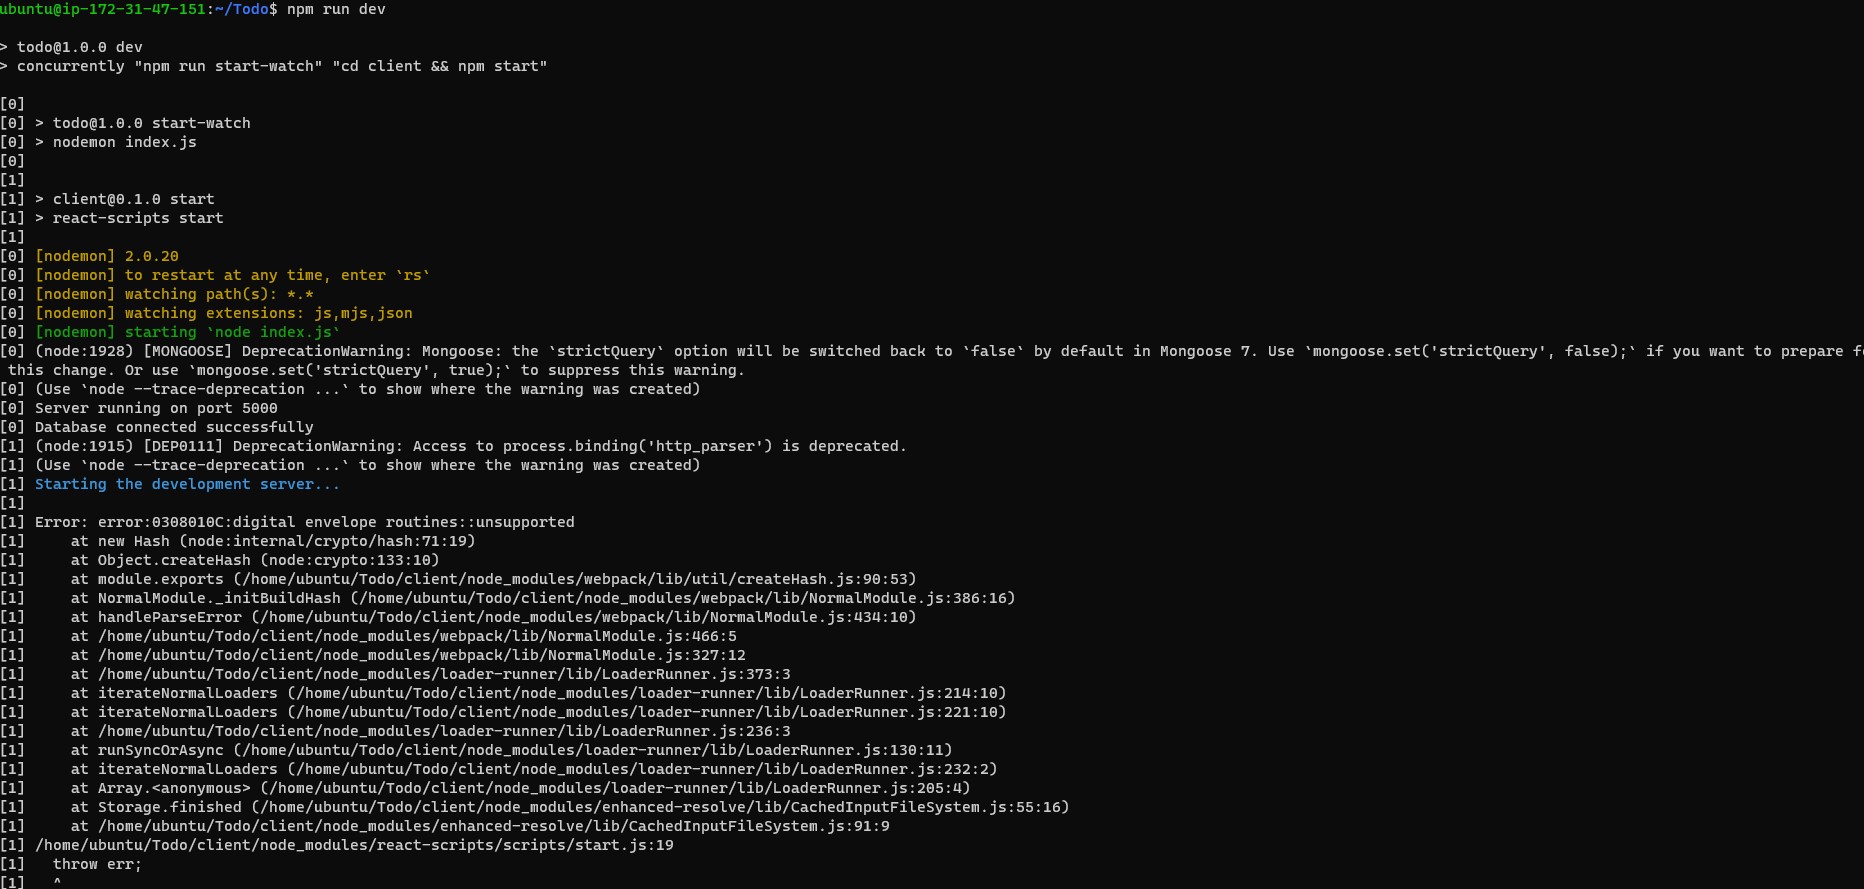 ubuntu@ip-172-31-47-151:~/Todo$ npm run dev
> todo@1.0.0 dev
> concurrently "npm run start-watch" "cd client && npm start"
[0]
[0] > todo@1.0.0 start-watch
[0] > nodemon index.js
[0]
[1]
[1] > client@0.1.0 start
[1] > react-scripts start
[1]
[0] [nodemon] 2.0.20
[0] [nodemon] to restart at any time, enter `rs`
[0] [nodemon] watching path(s): *.*
[0] [nodemon] watching extensions: js,mjs,json
[0] [nodemon] starting `node index.js`
[0] (node:1928) [MONGOOSE] DeprecationWarning: Mongoose: the `strictQuery` option will be switched back to `false` by default in Mongoose 7. Use `mongoose.set('strictQuery', false);` if you want to prepare fo
this change. Or use `mongoose.set('strictQuery', true);` to suppress this warning.
[0] (Use `node --trace-deprecation ...` to show where the warning was created)
[0] Server running on port 5000
[0] Database connected successfully
[1] (node:1915) [DEP0111] DeprecationWarning: Access to process.binding('http_parser') is deprecated.
[1] (Use `node --trace-deprecation ...` to show where the warning was created)
[1] Starting the development server...
[1]
[1] Error: error:0308010C:digital envelope routines::unsupported
[1]     at new Hash (node:internal/crypto/hash:71:19)
[1]     at Object.createHash (node:crypto:133:10)
[1]     at module.exports (/home/ubuntu/Todo/client/node_modules/webpack/lib/util/createHash.js:90:53)
[1]     at NormalModule._initBuildHash (/home/ubuntu/Todo/client/node_modules/webpack/lib/NormalModule.js:386:16)
[1]     at handleParseError (/home/ubuntu/Todo/client/node_modules/webpack/lib/NormalModule.js:434:10)
[1]     at /home/ubuntu/Todo/client/node_modules/webpack/lib/NormalModule.js:466:5
[1]     at /home/ubuntu/Todo/client/node_modules/webpack/lib/NormalModule.js:327:12
[1]     at /home/ubuntu/Todo/client/node_modules/loader-runner/lib/LoaderRunner.js:373:3
[1]     at iterateNormalLoaders (/home/ubuntu/Todo/client/node_modules/loader-runner/lib/LoaderRunner.js:214:10)
[1]     at iterateNormalLoaders (/home/ubuntu/Todo/client/node_modules/loader-runner/lib/LoaderRunner.js:221:10)
[1]     at /home/ubuntu/Todo/client/node_modules/loader-runner/lib/LoaderRunner.js:236:3
[1]     at runSyncOrAsync (/home/ubuntu/Todo/client/node_modules/loader-runner/lib/LoaderRunner.js:130:11)
[1]     at iterateNormalLoaders (/home/ubuntu/Todo/client/node_modules/loader-runner/lib/LoaderRunner.js:232:2)
[1]     at Array.<anonymous> (/home/ubuntu/Todo/client/node_modules/loader-runner/lib/LoaderRunner.js:205:4)
[1]     at Storage.finished (/home/ubuntu/Todo/client/node_modules/enhanced-resolve/lib/CachedInputFileSystem.js:55:16)
[1]     at /home/ubuntu/Todo/client/node_modules/enhanced-resolve/lib/CachedInputFileSystem.js:91:9
[1] /home/ubuntu/Todo/client/node_modules/react-scripts/scripts/start.js:19
[1]   throw err;
[1]   ^